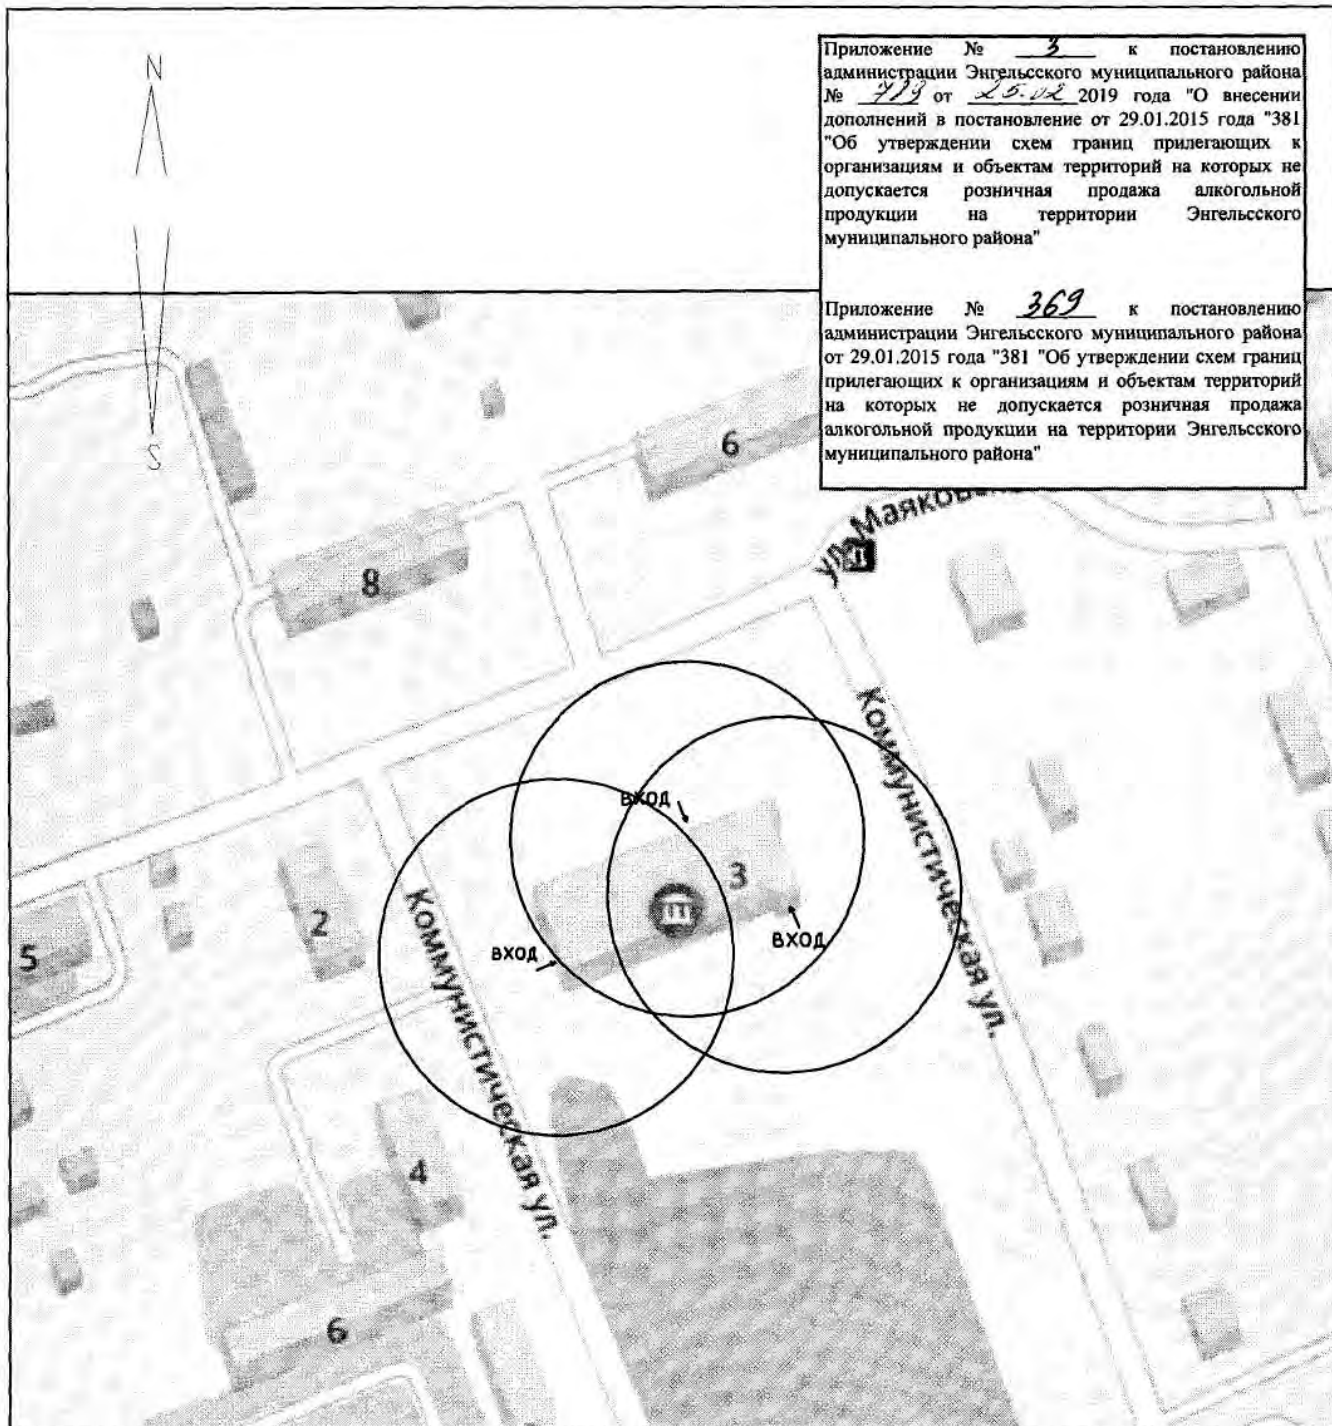 N
S
Приложение № 3 к постановлению
администрации Энгельсского муниципального района
№ от 25.02 2019 года "О внесении
дополнений в постановление от 29.01.2015 года "381
"Об утверждении схем границ прилегающих к
организациям и объектам территорий на которых не
допускается розничная продажа алкогольной
продукции на территории Энгельсского
муниципального района"
Приложение № 369 к постановлению
администрации Энгельсского муниципального района
от 29.01.2015 года "381 "Об утверждении схем границ
прилегающих к организациям и объектам территорий
на которых не допускается розничная продажа
алкогольной продукции на территории Энгельсского
муниципального района"
6
ул.
8
Коммунистическая ул.
вход
3
вход
вход
2
5
Коммунистическая ул.
4
6